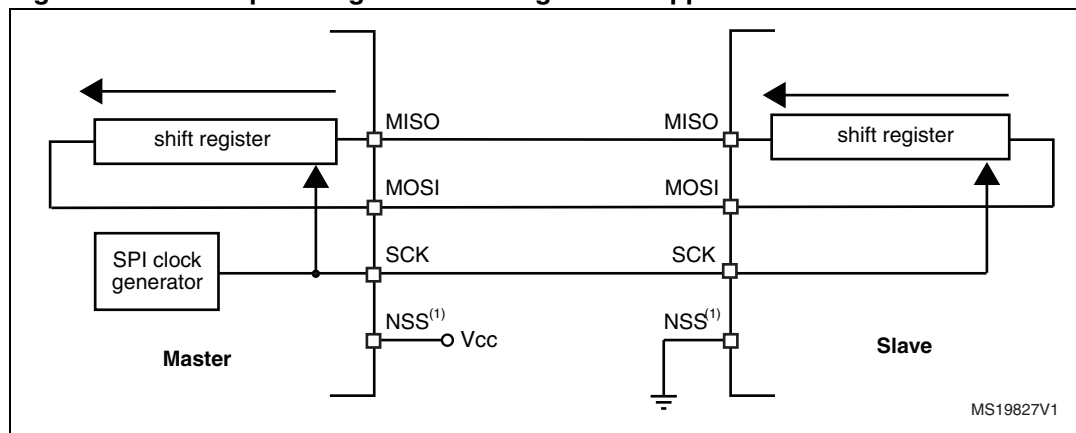 MISO
MISO
shift register
shift register
MOSI
MOSI
SPI clock
generator
SCK
SCK
NSS(1)
Vcc
NSS(1)
Master
Slave
MS19827V1